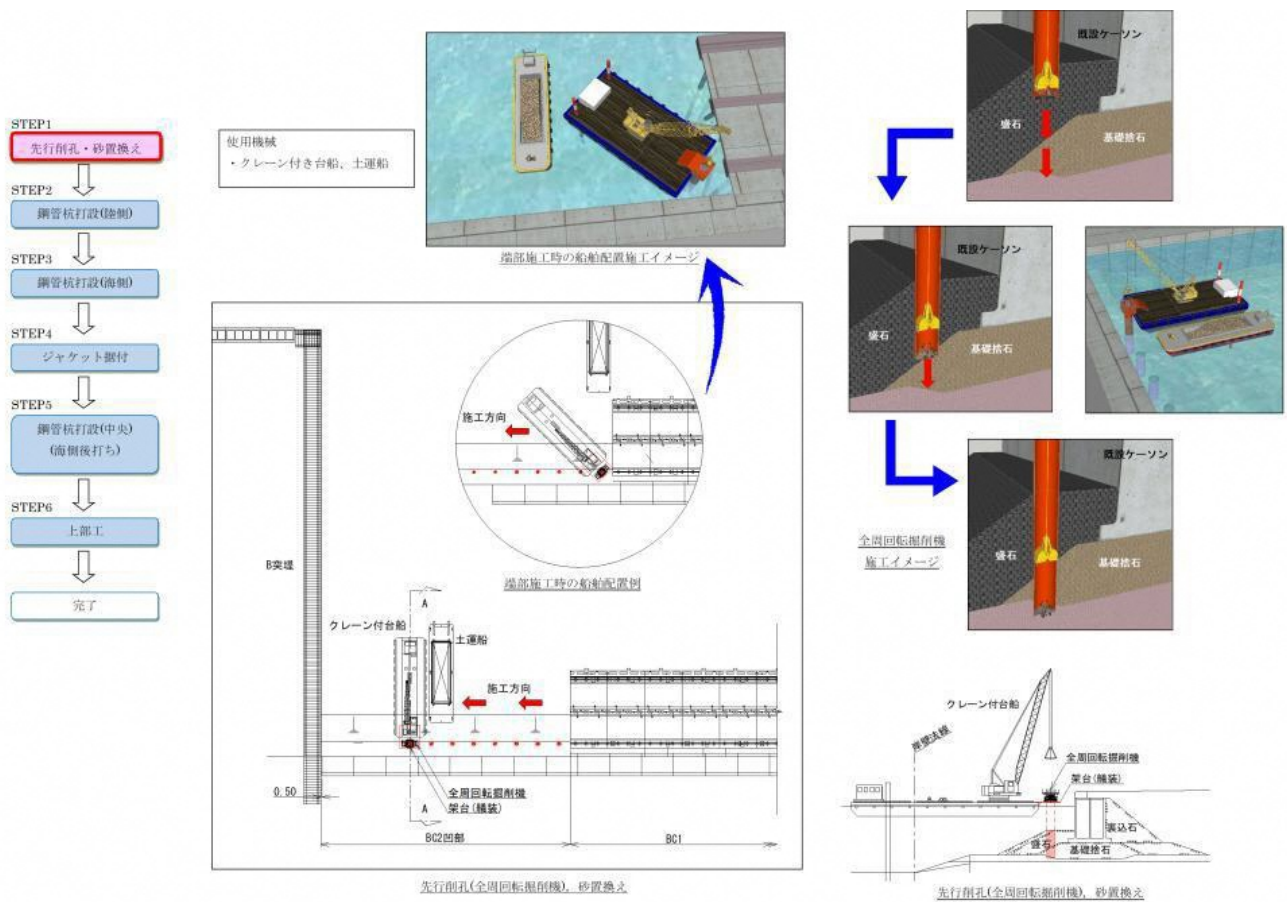 STEP1
先行削孔・砂置換え
STEP2
鋼管杭打設(陸側)
STEP3
鋼管杭打設(海側)
STEP4
ジャケット据付
STEP5
鋼管杭打設(中央)
(海側後打ち)
STEP6
上部工
完了
使用機械
・クレーン付き台船、土運船
端部施工時の船舶配置施工イメージ
施工方向
端部施工時の船舶配置例
B突堤
A
クレーン付台船
土運船
施工方向
全周回転掘削機
架台(艤装)
A
0.50
BC2凹部
BC1
先行削孔(全周回転掘削機), 砂置換え
既設ケーソン
盛石
基礎捨石
既設ケーソン
盛石
基礎捨石
既設ケーソン
盛石
基礎捨石
全周回転掘削機
施工イメージ
クレーン付台船
岸壁法線
全周回転掘削機
架台(艤装)
裏込石
盛石
基礎捨石
先行削孔(全周回転掘削機), 砂置換え